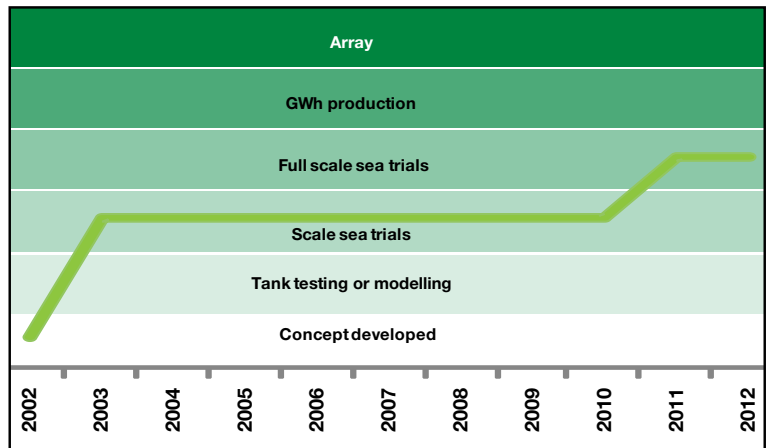 Array
GWh production
Full scale sea trials
Scale sea trials
Tank testing or modelling
Concept developed
2002
2003
2004
2005
2006
2007
2008
2009
2010
2011
2012